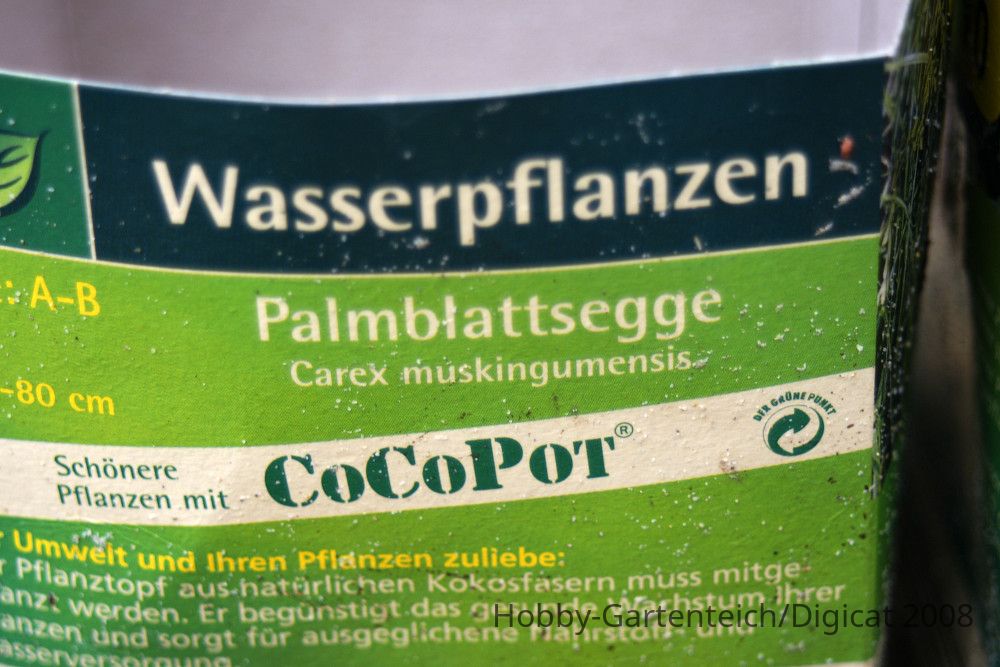 Wasserpflanzen
: A-B
Palmblattsegge
-80 cm
Carex muskingumensis
DER GRÜNE PUNKT
Schönere
Pflanzen mit
CoCoPot®
Umwelt und Ihren Pflanzen zuliebe:
Pflanztopf aus natürlichen Kokosfasern muss mitge-
anzt werden. Er begünstigt das Wachstum Ihrer
anzen und sorgt für ausgeglichene Nährstoff- und
asserversorgung.
Hobby-Gartenteich/Digicat 2008